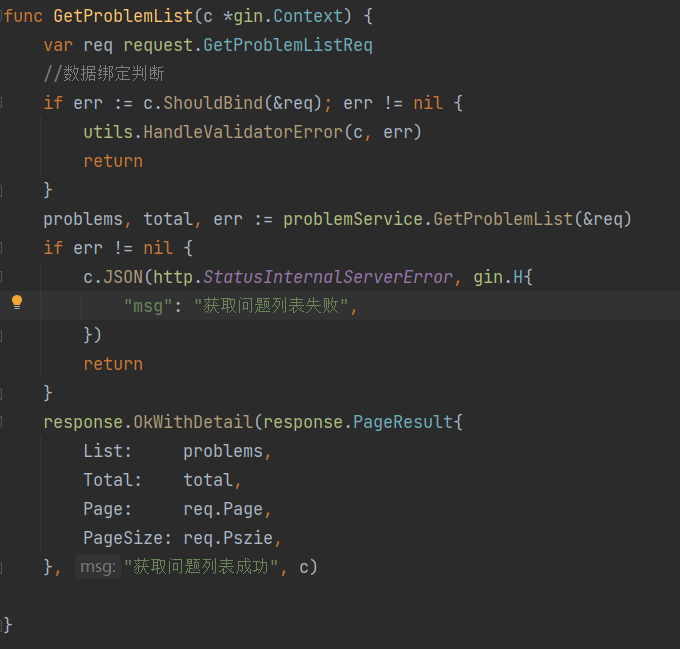 func GetProblemList(c *gin.Context) {
var req request.GetProblemListReq
//数据绑定判断
if err := c.ShouldBind(&req); err != nil {
utils.HandleValidatorError(c, err)
return
}
problems, total, err := problemService.GetProblemList(&req)
if err != nil {
c.JSON(http.StatusInternalServerError, gin.H{
"msg": "获取问题列表失败",
})
return
}
response.OkWithDetail(response.PageResult{
List: problems,
Total: total,
Page: req.Page,
PageSize: req.Pszie,
}, msg: "获取问题列表成功", c)
}